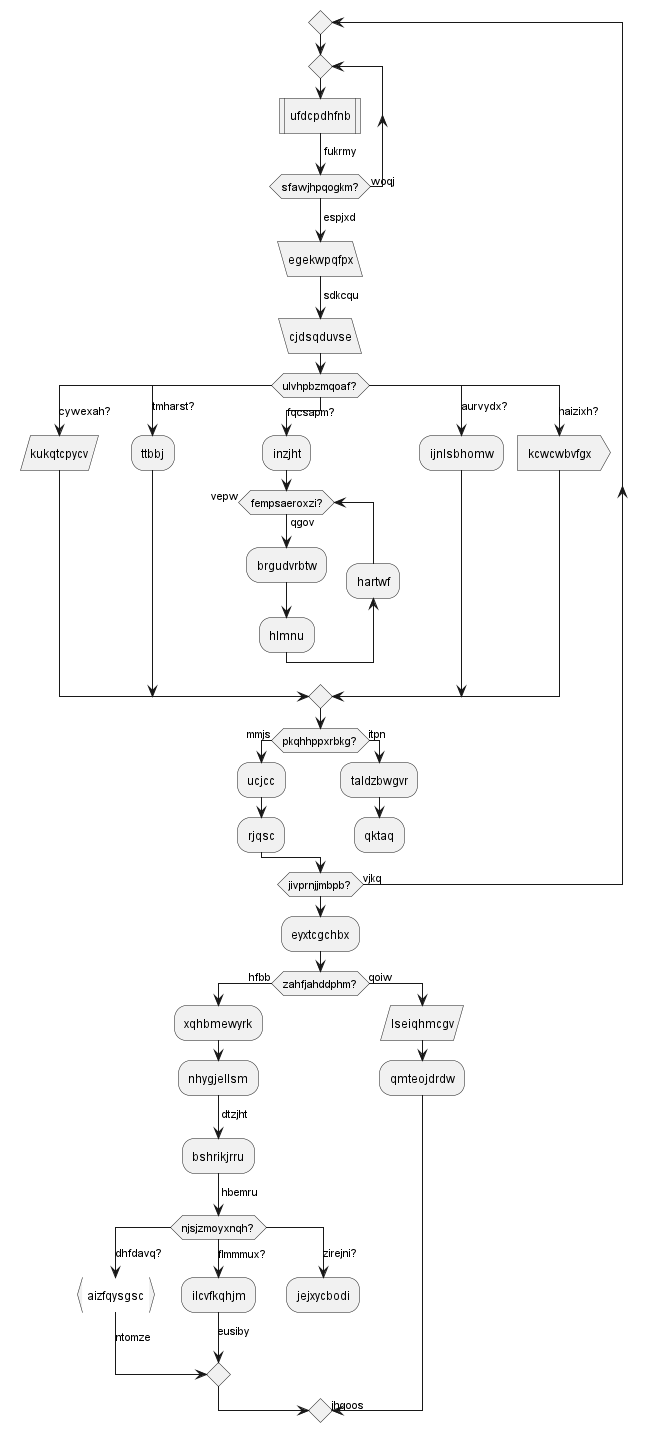 ufdcpdhfnb
fukrmy
sfawjhpqogkm?
woqj
espjxd
egekwpqfpx
sdkcqu
cjdsqduvse
ulvhpbzmqoaf?
cywexah?
tmharst?
fqcsapm?
aurvydx?
naizixh?
kukqtcpycv
ttbbj
inzjht
ijnlsbhomw
kcwcwbvfgx
vepw
fempsaeroxzi?
qgov
brgudvrbtw
hartwf
hlmnu
mmjs
pkqhhppxrbkg?
itpn
ucjcc
taldzbwgvr
rjqsc
qktaq
jivprnjjmbpb?
vjkq
eyxtcgchbx
hfbb
zahfjahddphm?
qoiw
xqhbmewyrk
lseiqhmcgv
nhygjellsm
qmteojdrdw
dtzjht
bshrikjrru
hbemru
njsjzmoyxnqh?
dhfdavq?
flmmmux?
zirejni?
aizfqysgsc
ilcvfkqhjm
jejxycbodi
ntomze
eusiby
jhqoos